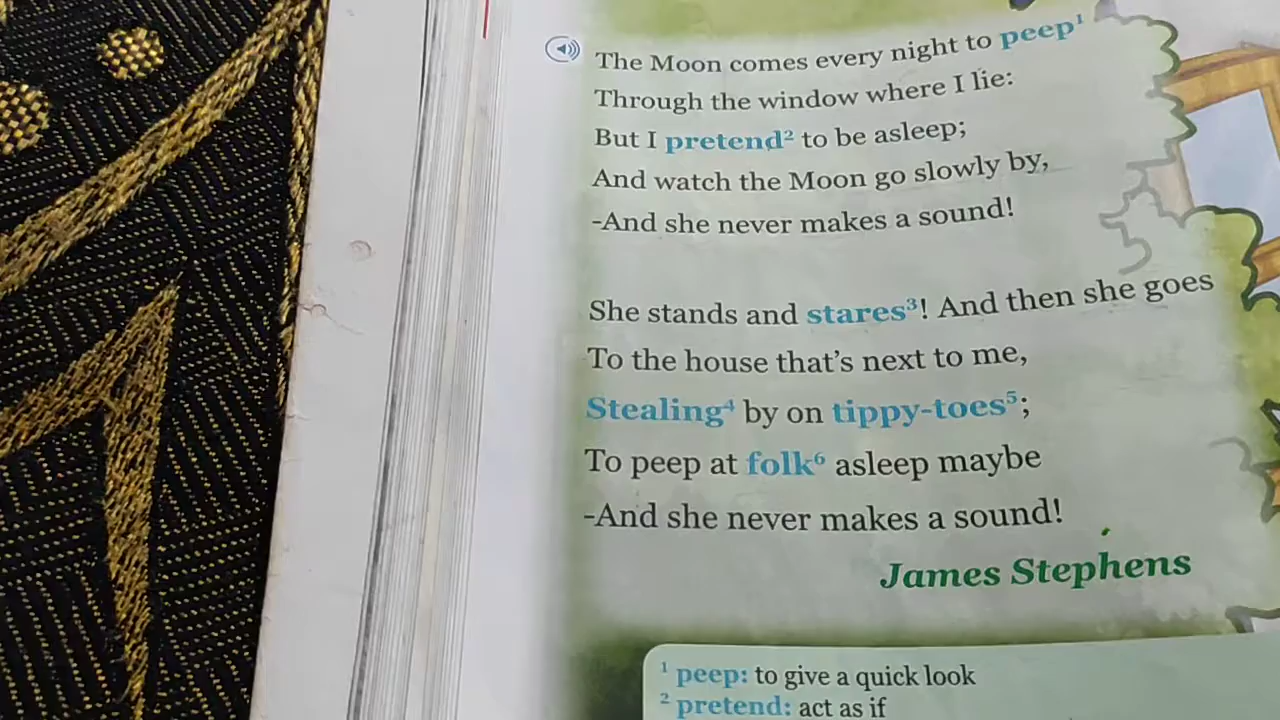 The Moon comes every night to peep¹
Through the window where I lie:
But I pretend² to be asleep;
And watch the Moon go slowly by,
-And she never makes a sound!
She stands and stares³! And then she goes
To the house that's next to me,
Stealing⁴ by on tippy-toes⁵;
To peep at folk⁶ asleep maybe
-And she never makes a sound!
James Stephens
¹ peep: to give a quick look
² pretend: act as if